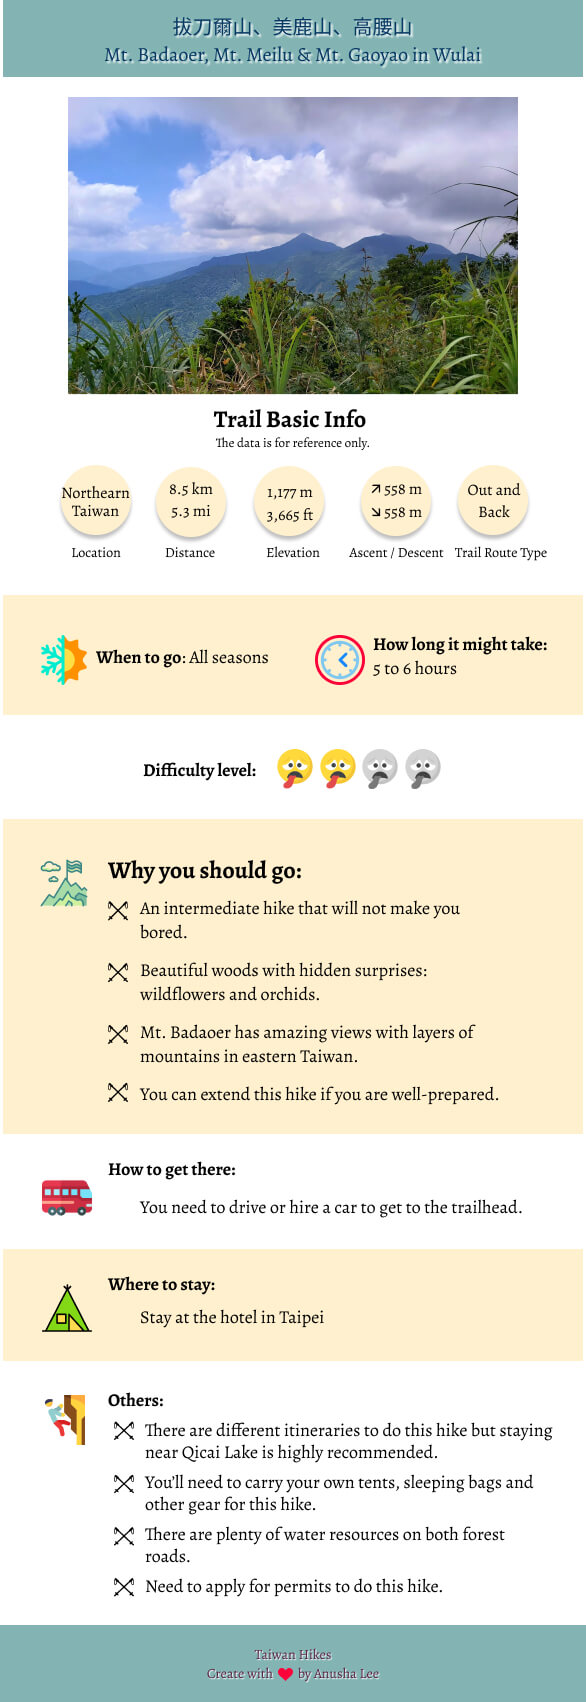 拔刀爾山、美鹿山、高腰山
Mt. Badaoer, Mt. Meilu & Mt. Gaoyao in Wulai
Trail Basic Info
The data is for reference only.
Northearn
Taiwan
8.5 km
5.3 mi
1,177 m
3,665 ft
↗ 558 m
↘ 558 m
Out and
Back
Location
Distance
Elevation
Ascent / Descent
Trail Route Type
When to go: All seasons
How long it might take:
5 to 6 hours
Difficulty level:
Why you should go:
An intermediate hike that will not make you
bored.
Beautiful woods with hidden surprises:
wildflowers and orchids.
Mt. Badaoer has amazing views with layers of
mountains in eastern Taiwan.
You can extend this hike if you are well-prepared.
How to get there:
You need to drive or hire a car to get to the trailhead.
Where to stay:
Stay at the hotel in Taipei
Others:
There are different itineraries to do this hike but staying
near Qicai Lake is highly recommended.
You’ll need to carry your own tents, sleeping bags and
other gear for this hike.
There are plenty of water resources on both forest
roads.
Need to apply for permits to do this hike.
Taiwan Hikes
Create with ❤ by Anusha Lee